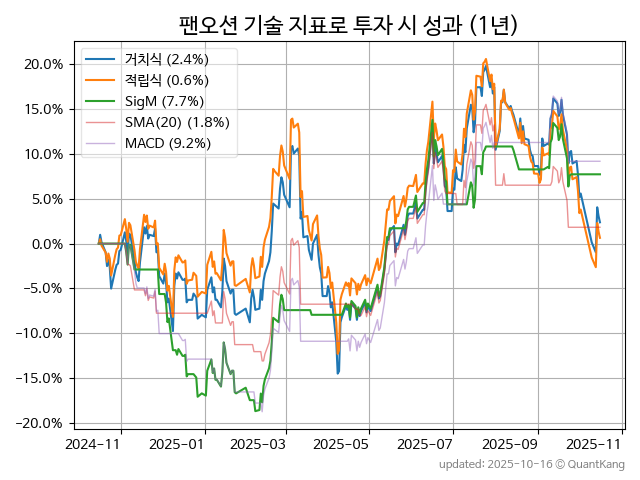 팬오션 기술 지표로 투자 시 성과 (1년)
거치식 (2.4%)
적립식 (0.6%)
SigM (7.7%)
SMA(20) (1.8%)
MACD (9.2%)
20.0%
15.0%
10.0%
5.0%
0.0%
−5.0%
−10.0%
−15.0%
−20.0%
2024-11 2025-01 2025-03 2025-05 2025-07 2025-09 2025-11
updated: 2025-10-16 © QuantKang